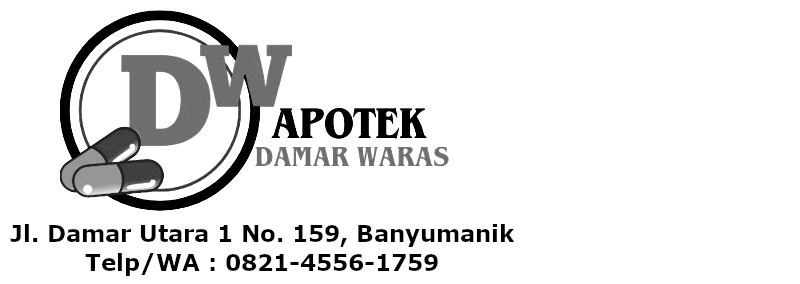 DW
APOTEK
DAMAR WARAS
Jl. Damar Utara 1 No. 159, Banyumanik
Telp/WA : 0821-4556-1759